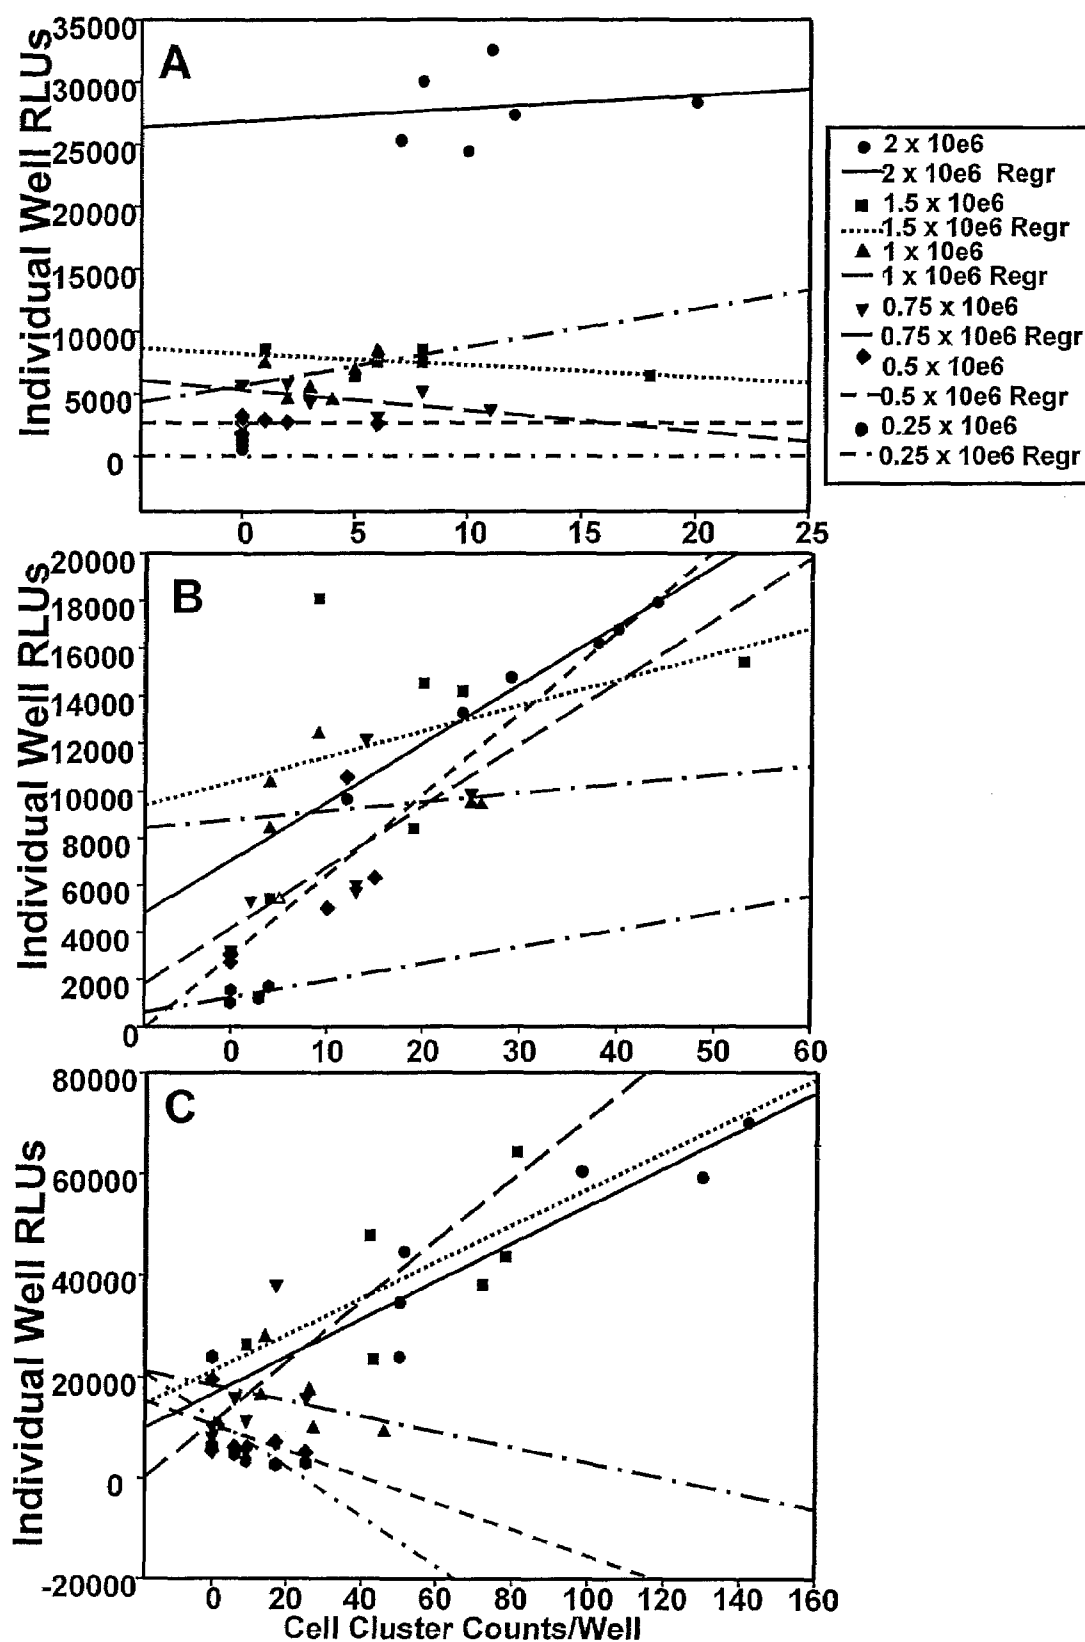 A
Individual Well RLUs
35000
30000
25000
20000
15000
10000
5000
0
0 5 10 15 20 25
2 x 10e6
2 x 10e6 Regr
1.5 x 10e6
1.5 x 10e6 Regr
1 x 10e6
1 x 10e6 Regr
0.75 x 10e6
0.75 x 10e6 Regr
0.5 x 10e6
0.5 x 10e6 Regr
0.25 x 10e6
0.25 x 10e6 Regr
B
Individual Well RLUs
20000
18000
16000
14000
12000
10000
8000
6000
4000
2000
0
0 10 20 30 40 50 60
C
Individual Well RLUs
80000
60000
40000
20000
0
-20000
0 20 40 60 80 100 120 140 160
Cell Cluster Counts/Well